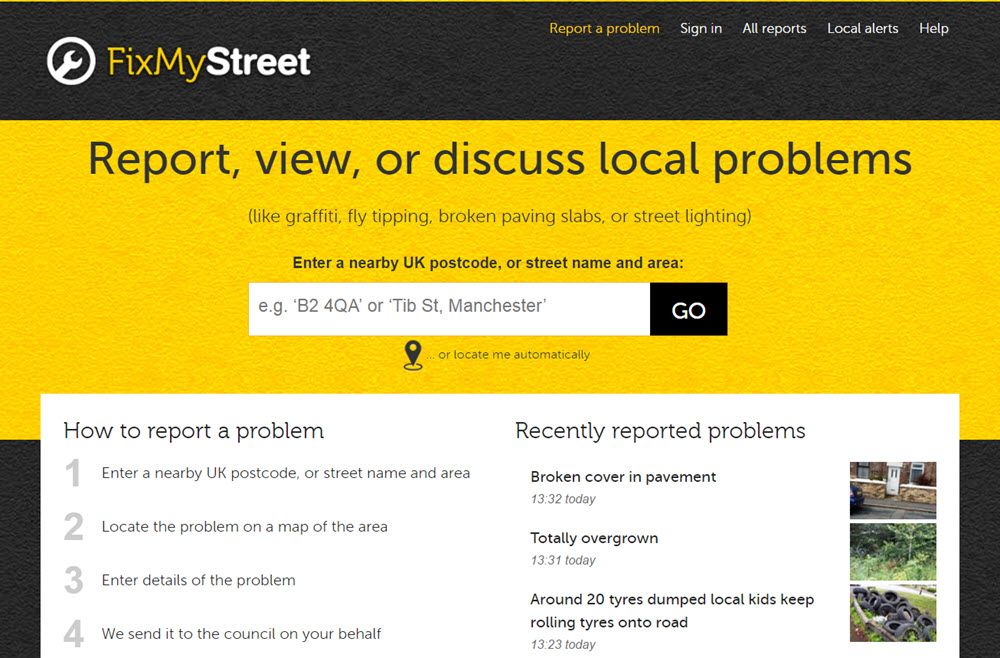 Report a problem Sign in All reports Local alerts Help
FixMyStreet
Report, view, or discuss local problems
(like graffiti, fly tipping, broken paving slabs, or street lighting)
Enter a nearby UK postcode, or street name and area:
e.g. ‘B2 4QA’ or ‘Tib St, Manchester’
GO
... or locate me automatically
How to report a problem
1 Enter a nearby UK postcode, or street name and area
2 Locate the problem on a map of the area
3 Enter details of the problem
4 We send it to the council on your behalf
Recently reported problems
Broken cover in pavement
13:32 today
Totally overgrown
13:31 today
Around 20 tyres dumped local kids keep
rolling tyres onto road
13:23 today